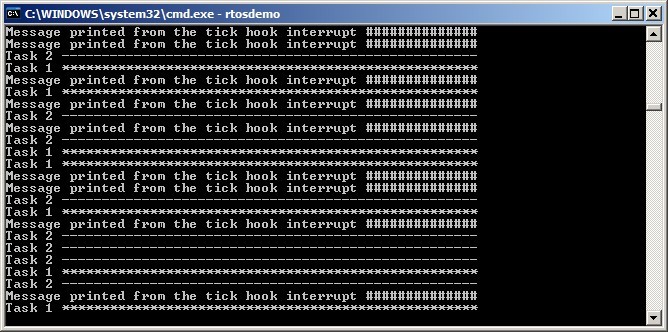 C:\WINDOWS\system32\cmd.exe - rtosdemo
Message printed from the tick hook interrupt ##############
Message printed from the tick hook interrupt ##############
Task 2 ----------------------------------------------------
Task 1 ****************************************************
Message printed from the tick hook interrupt ##############
Task 1 ****************************************************
Message printed from the tick hook interrupt ##############
Task 2 ----------------------------------------------------
Message printed from the tick hook interrupt ##############
Task 2 ----------------------------------------------------
Task 1 ****************************************************
Task 1 ****************************************************
Message printed from the tick hook interrupt ##############
Message printed from the tick hook interrupt ##############
Task 2 ----------------------------------------------------
Task 1 ****************************************************
Message printed from the tick hook interrupt ##############
Task 2 ----------------------------------------------------
Task 2 ----------------------------------------------------
Task 2 ----------------------------------------------------
Task 1 ****************************************************
Task 2 ----------------------------------------------------
Message printed from the tick hook interrupt ##############
Task 1 ****************************************************